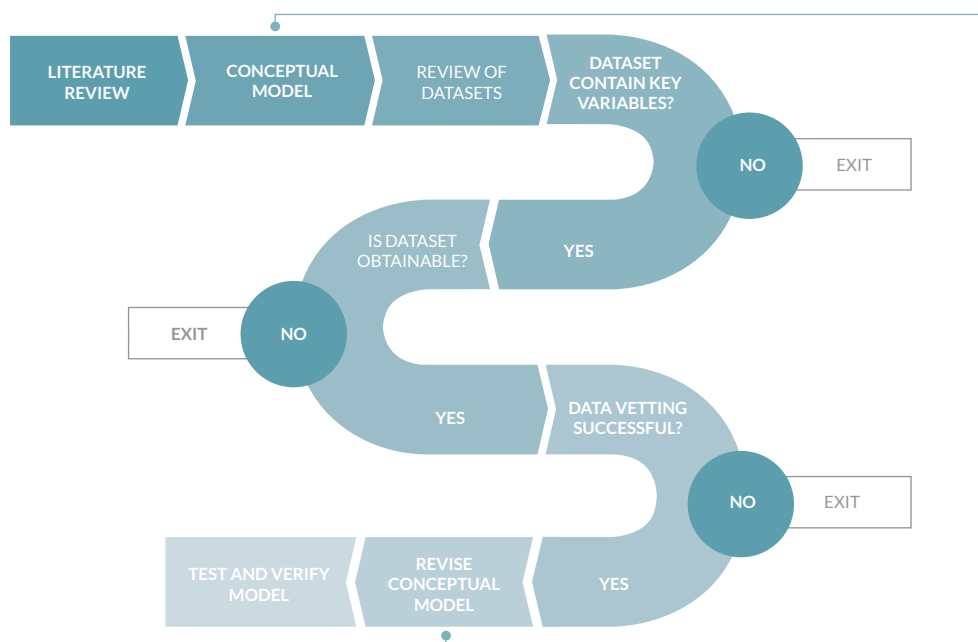 LITERATURE
REVIEW
CONCEPTUAL
MODEL
REVIEW OF
DATASETS
DATASET
CONTAIN KEY
VARIABLES?
NO
EXIT
YES
IS DATASET
OBTAINABLE?
NO
EXIT
YES
DATA VETTING
SUCCESSFUL?
NO
EXIT
YES
REVISE
CONCEPTUAL
MODEL
TEST AND VERIFY
MODEL